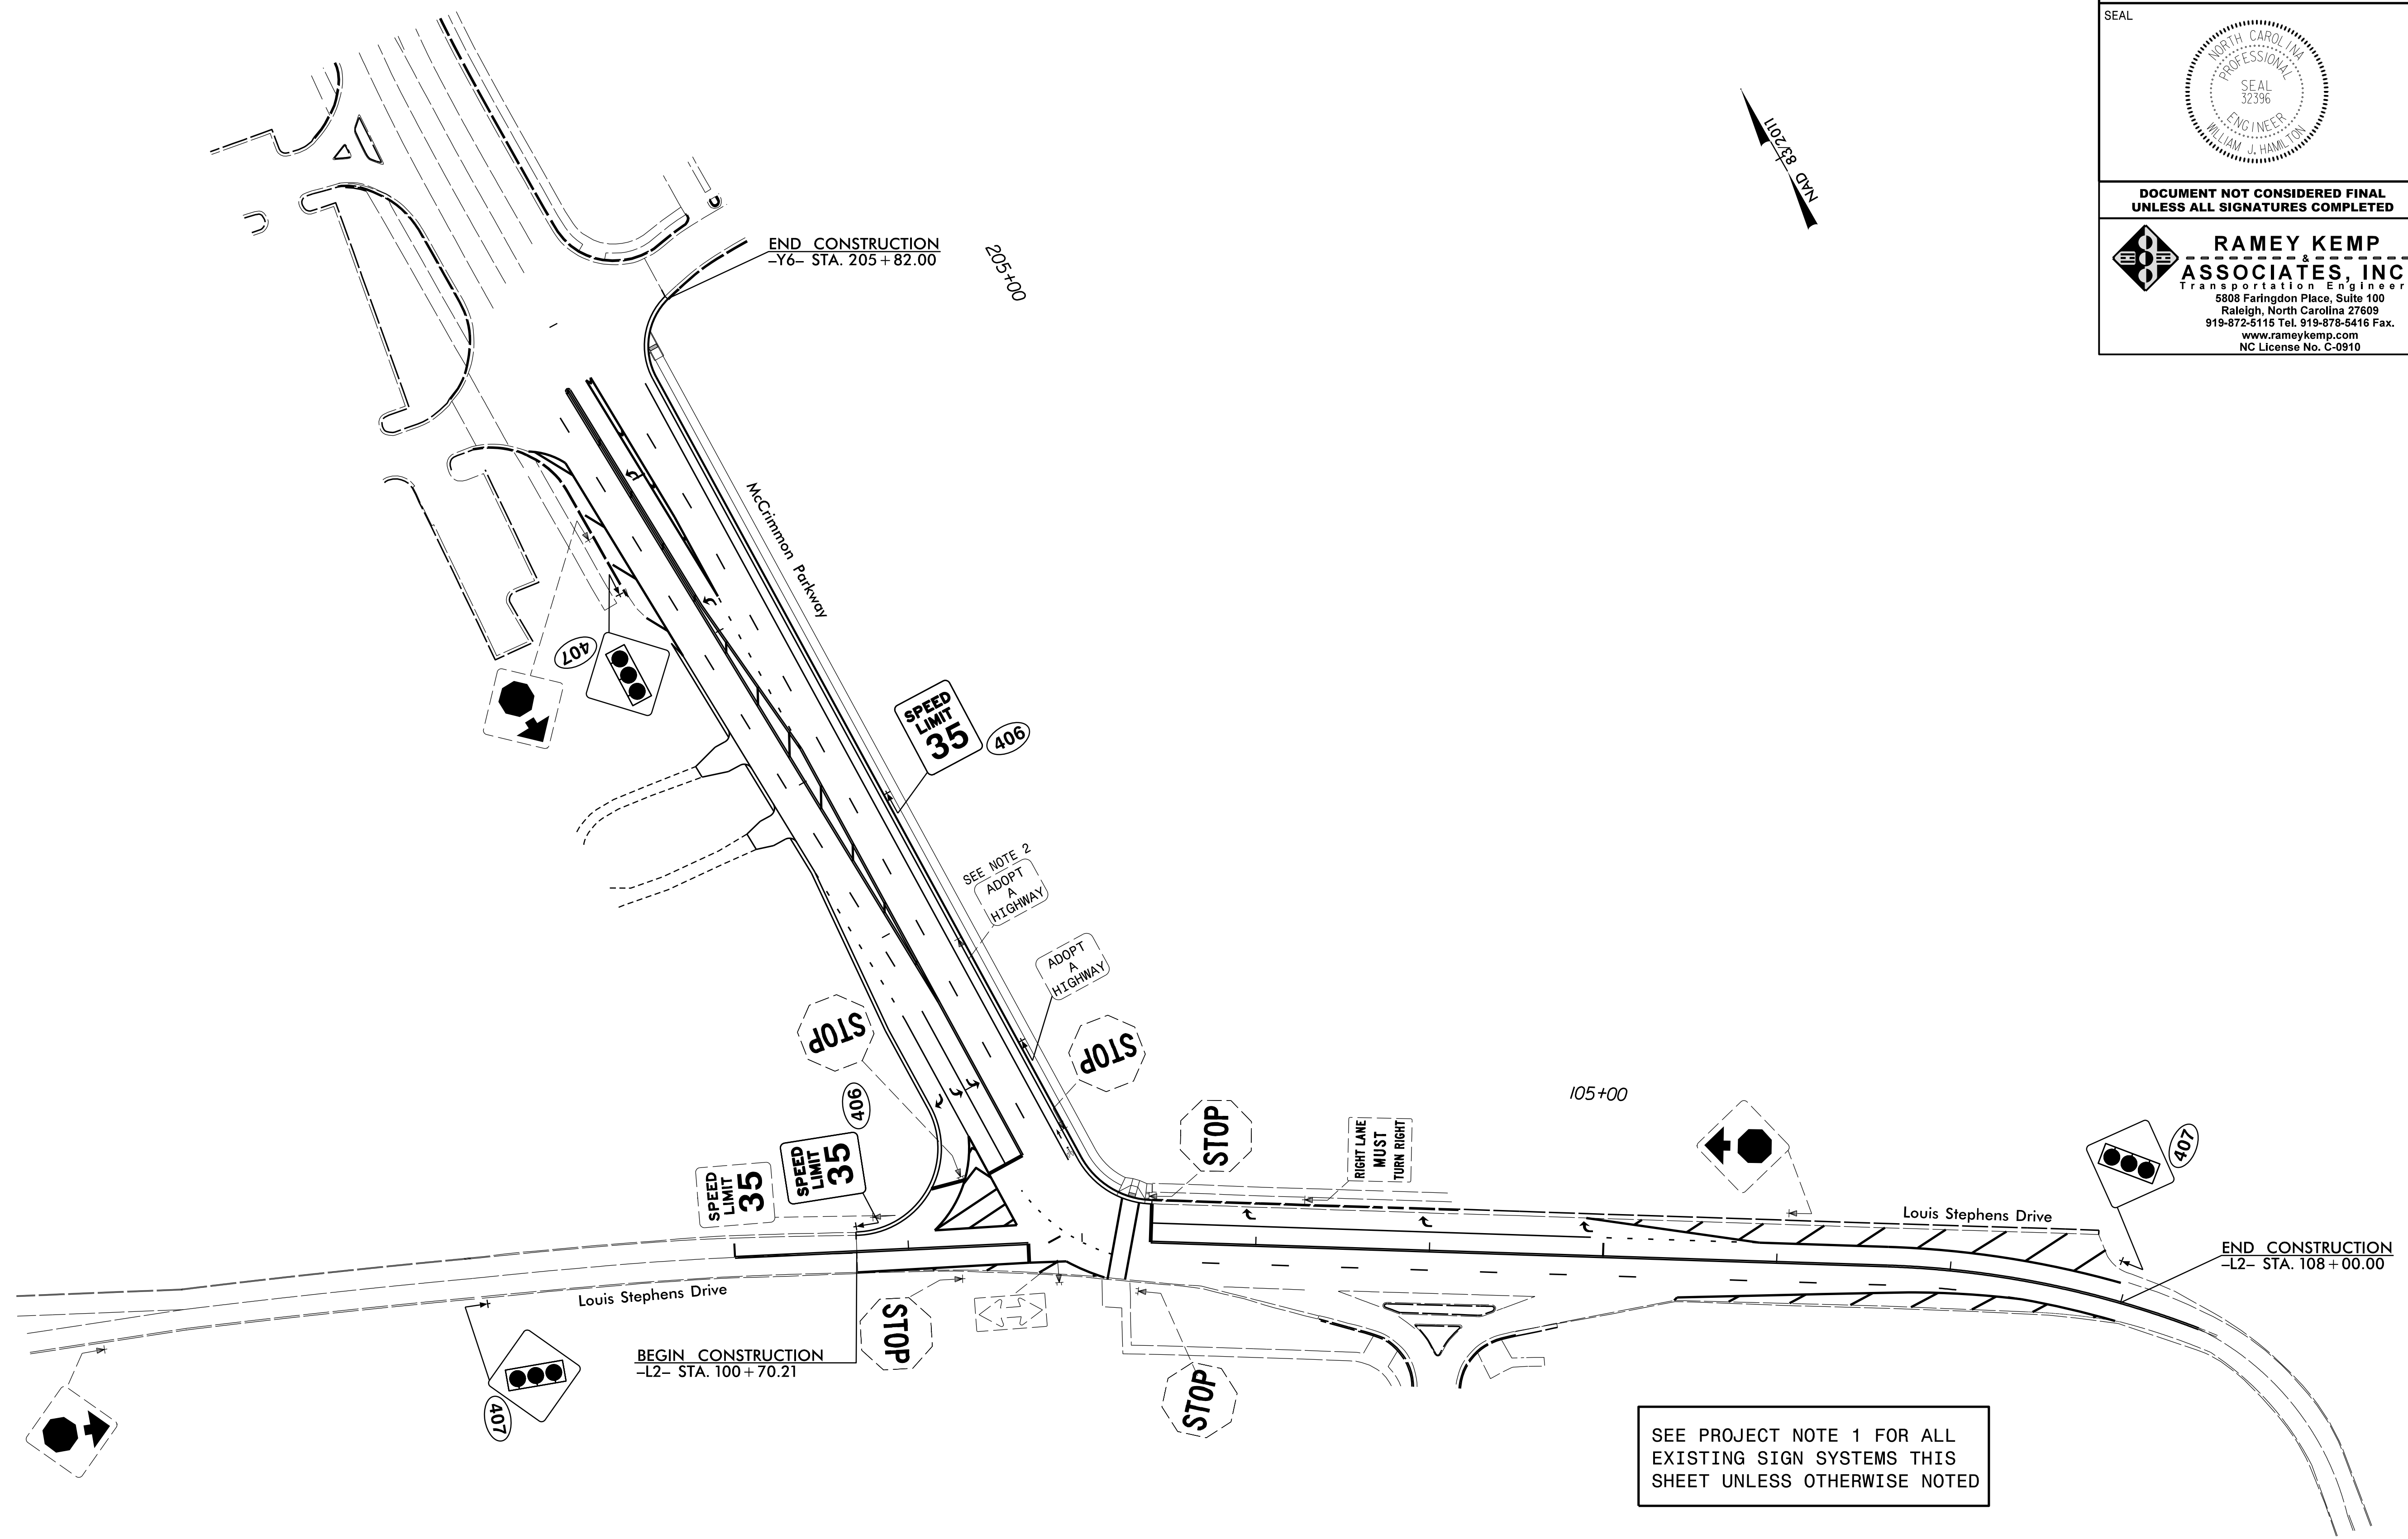 SEAL
NORTH CAROLINA
PROFESSIONAL
SEAL
32396
ENGINEER
WILLIAM J. HAMILTON
DOCUMENT NOT CONSIDERED FINAL
UNLESS ALL SIGNATURES COMPLETED
RAMEY KEMP
&
ASSOCIATES, INC
Transportation Engineer
5808 Faringdon Place, Suite 100
Raleigh, North Carolina 27609
919-872-5115 Tel. 919-878-5416 Fax.
www.rameykemp.com
NC License No. C-0910
NAD 83/2011
END CONSTRUCTION
-Y6- STA. 205+82.00
205+00
McCrimmon Parkway
407
SPEED
LIMIT
35
406
SEE NOTE 2
ADOPT
A
HIGHWAY
ADOPT
A
HIGHWAY
STOP
STOP
406
SPEED
LIMIT
35
SPEED
LIMIT
35
STOP
RIGHT LANE
MUST
TURN RIGHT
105+00
407
Louis Stephens Drive
END CONSTRUCTION
-L2- STA. 108+00.00
Louis Stephens Drive
STOP
BEGIN CONSTRUCTION
-L2- STA. 100+70.21
407
STOP
SEE PROJECT NOTE 1 FOR ALL
EXISTING SIGN SYSTEMS THIS
SHEET UNLESS OTHERWISE NOTED